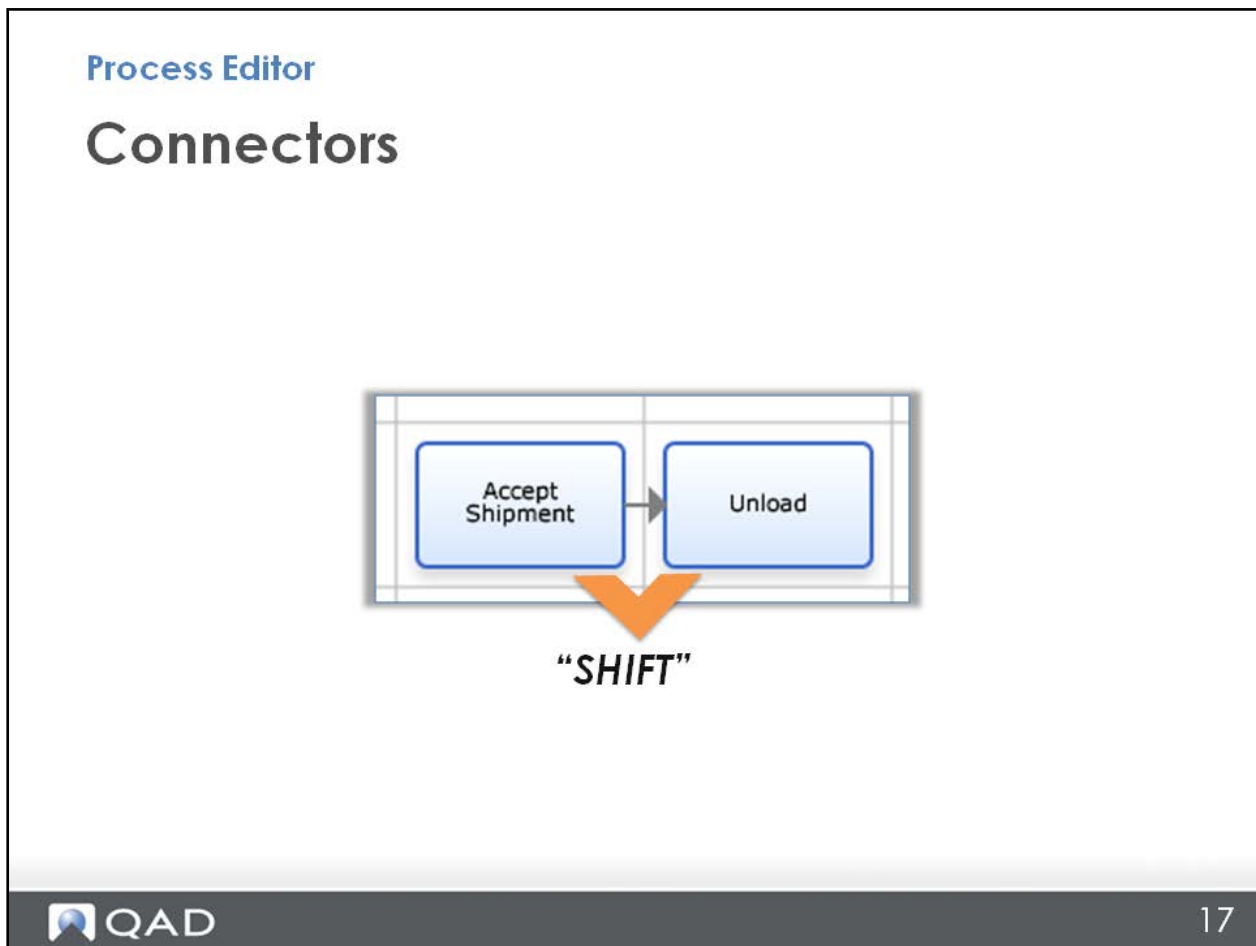 Process Editor
Connectors
Accept
Shipment
Unload
“SHIFT”
QAD
17